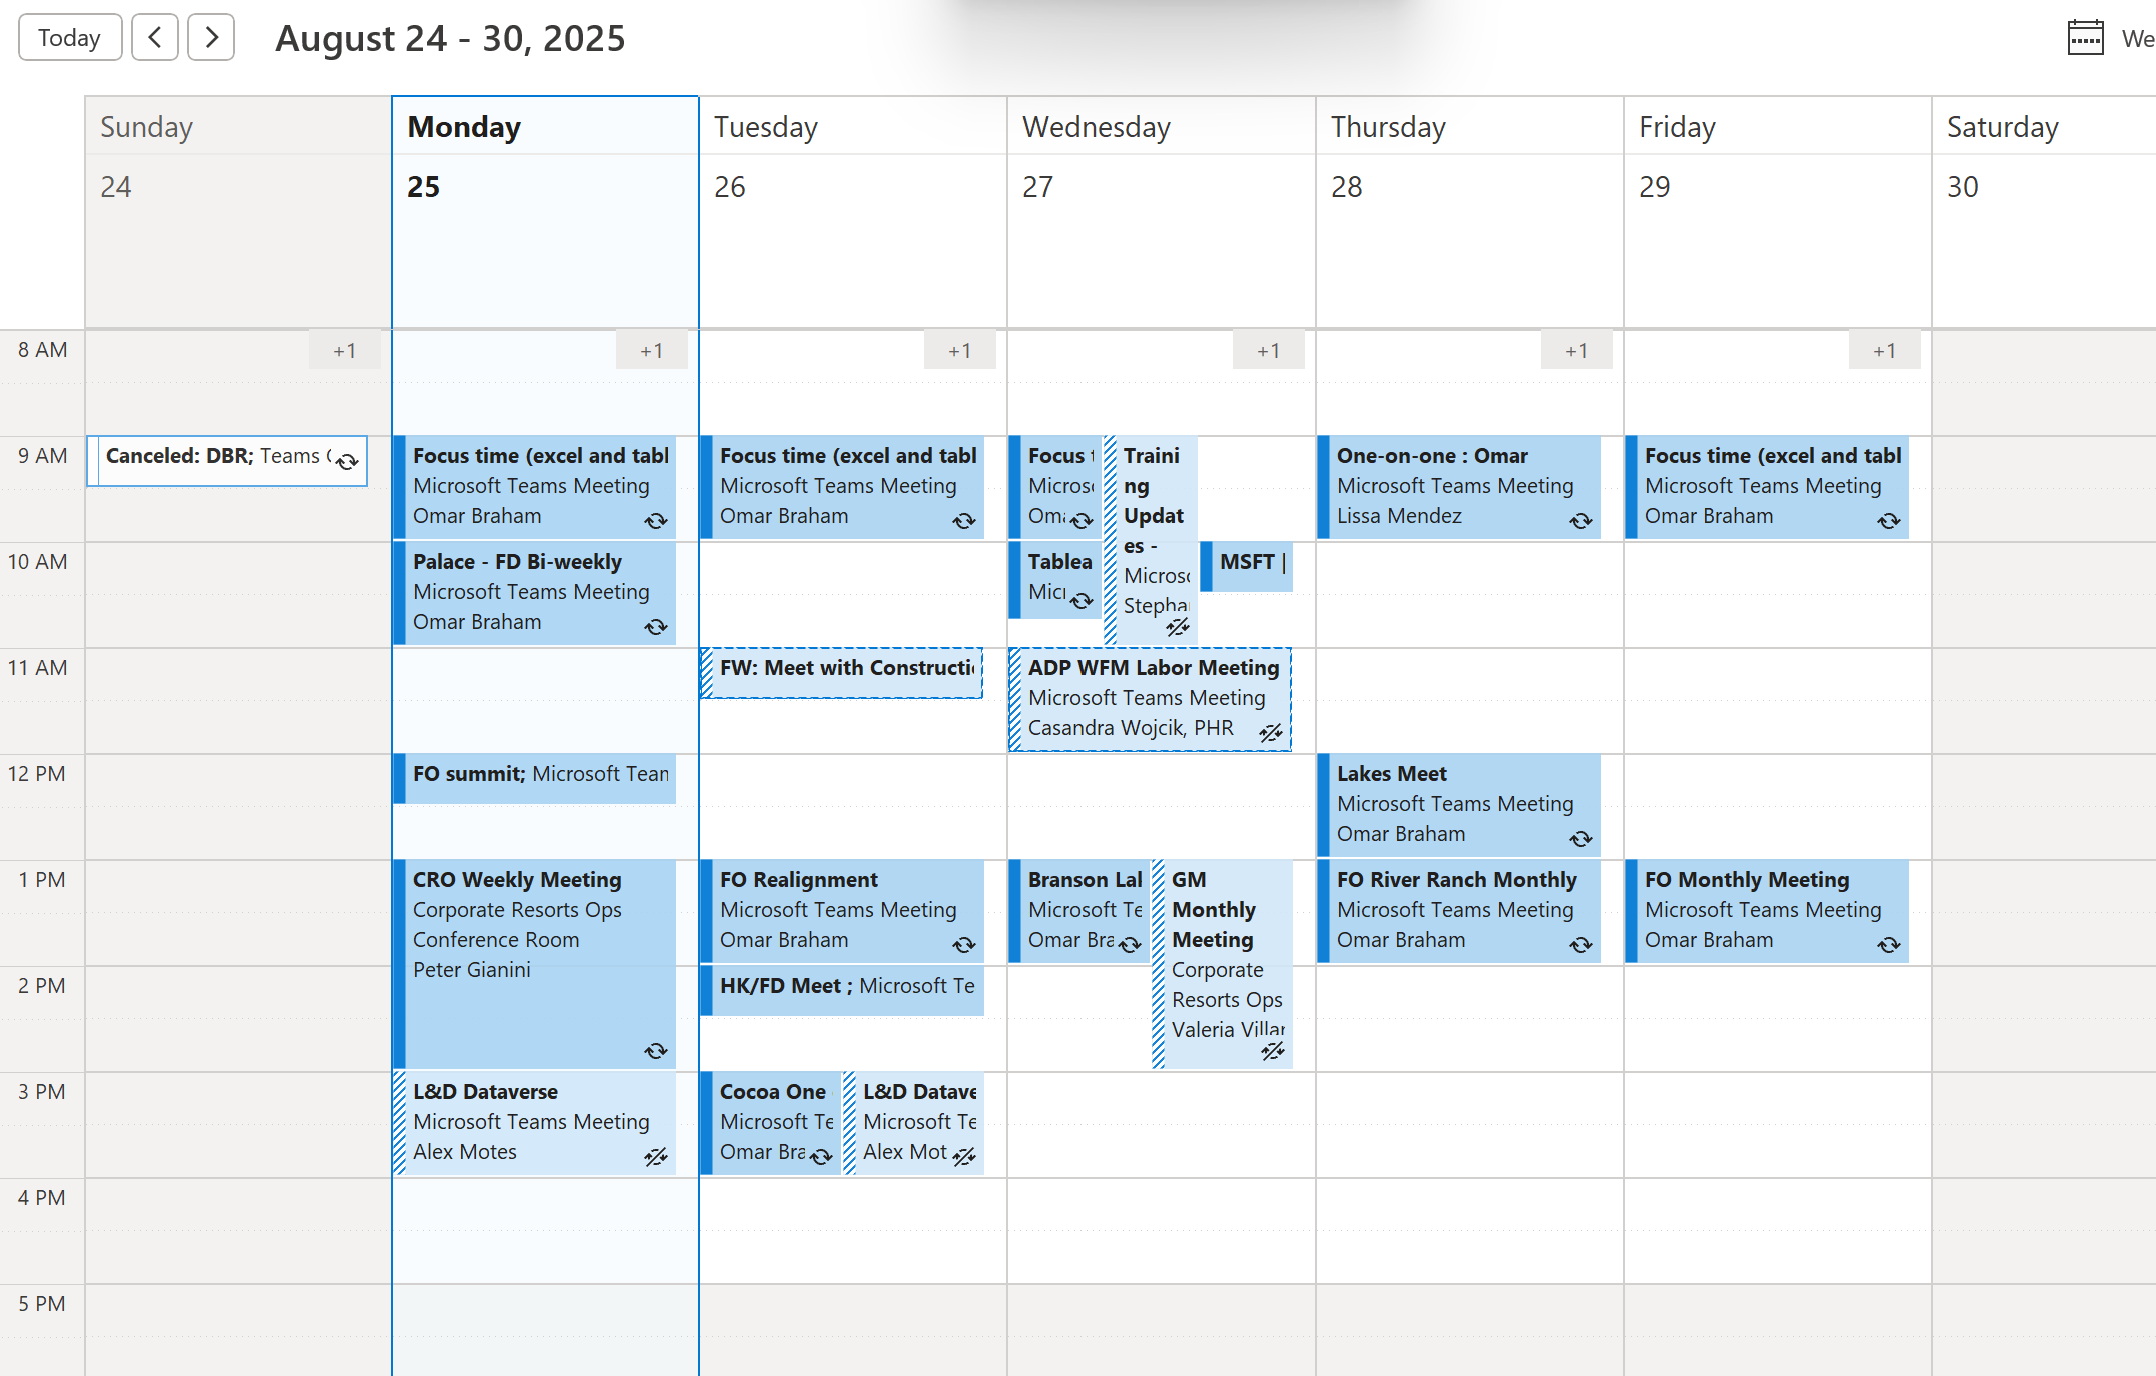 Today
August 24 - 30, 2025
We
Sunday
Monday
Tuesday
Wednesday
Thursday
Friday
Saturday
24
25
26
27
28
29
30
8 AM
+1
+1
+1
+1
+1
+1
9 AM
Canceled: DBR; Teams
Focus time (excel and tabl
Microsoft Teams Meeting
Omar Braham
Focus time (excel and tabl
Microsoft Teams Meeting
Omar Braham
Focus
Micros
Oma
Traini
ng
Updat
es -
Microso
Stepha
One-on-one : Omar
Microsoft Teams Meeting
Lissa Mendez
Focus time (excel and tabl
Microsoft Teams Meeting
Omar Braham
10 AM
Palace - FD Bi-weekly
Microsoft Teams Meeting
Omar Braham
Tablea
Micr
MSFT |
11 AM
FW: Meet with Constructi
ADP WFM Labor Meeting
Microsoft Teams Meeting
Casandra Wojcik, PHR
12 PM
FO summit; Microsoft Team
Lakes Meet
Microsoft Teams Meeting
Omar Braham
1 PM
CRO Weekly Meeting
Corporate Resorts Ops
Conference Room
Peter Gianini
FO Realignment
Microsoft Teams Meeting
Omar Braham
Branson Lal
Microsoft Te
Omar Bra
GM
Monthly
Meeting
Corporate
Resorts Ops
Valeria Villar
FO River Ranch Monthly
Microsoft Teams Meeting
Omar Braham
FO Monthly Meeting
Microsoft Teams Meeting
Omar Braham
2 PM
HK/FD Meet ; Microsoft Te
3 PM
L&D Dataverse
Microsoft Teams Meeting
Alex Motes
Cocoa One
Microsoft Te
Omar Bra
L&D Datave
Microsoft Te
Alex Mot
4 PM
5 PM